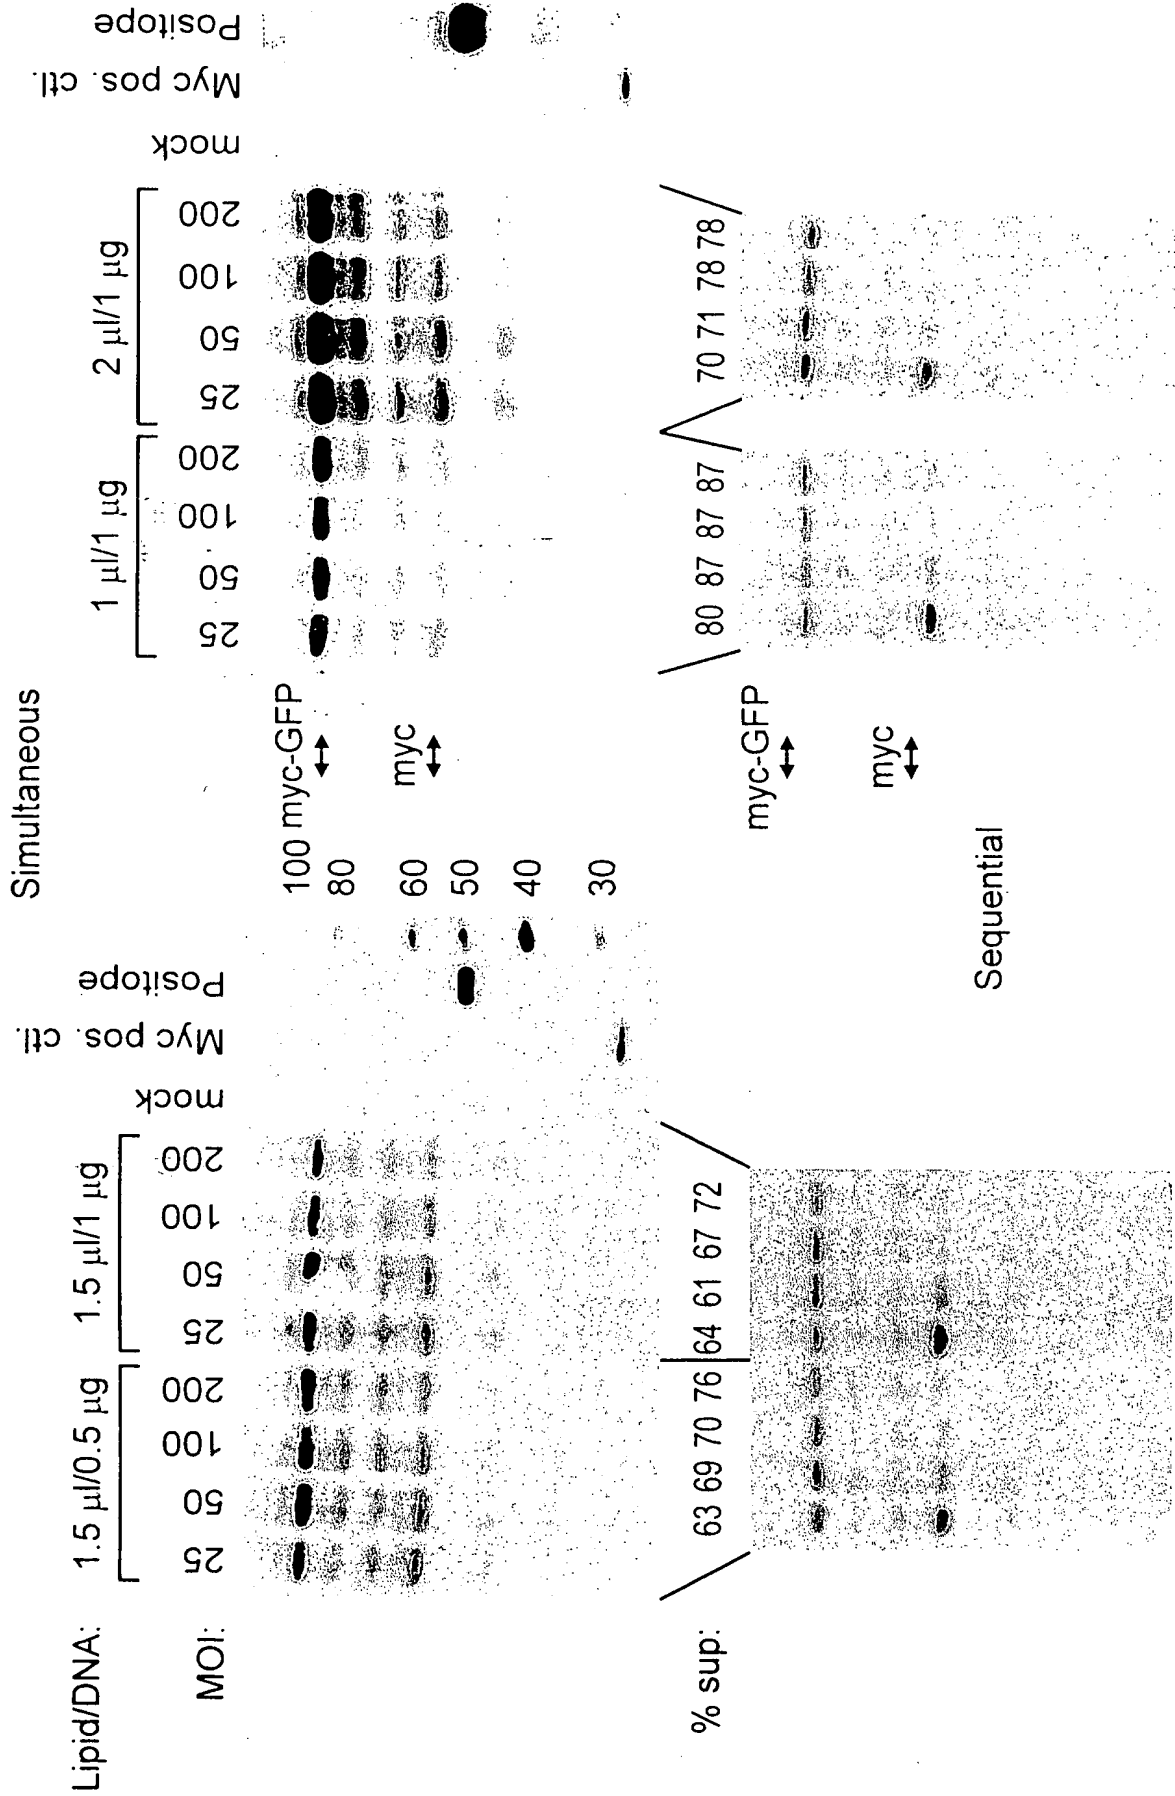 Simultaneous
Lipid/DNA: 1.5 µl/0.5 µg 1.5 µl/1 µg 1 µl/1 µg 2 µl/1 µg
MOI: 25 50 100 200 25 50 100 200 mock Myc pos. ctl. Positope 25 50 100 200 25 50 100 200 mock Myc pos. ctl. Positope
100 myc-GFP
80
60 myc
50
40
30
% sup: 63 69 70 76 64 61 67 72 80 87 87 87 70 71 78 78
myc-GFP
myc
Sequential